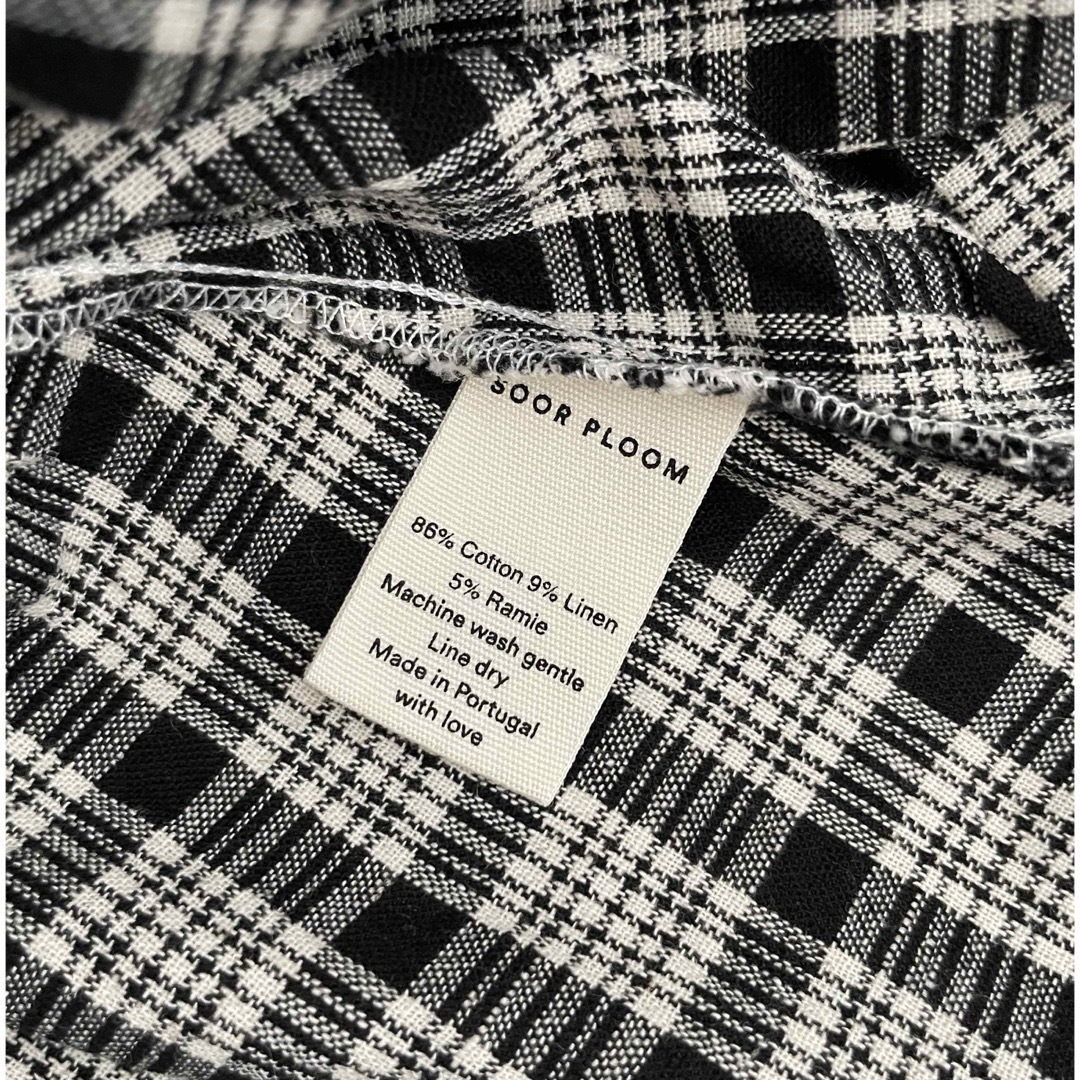 SOOR PLOOM
86% Cotton 9% Linen
5% Ramie
Machine wash gentle
Line dry
Made in Portugal
with love